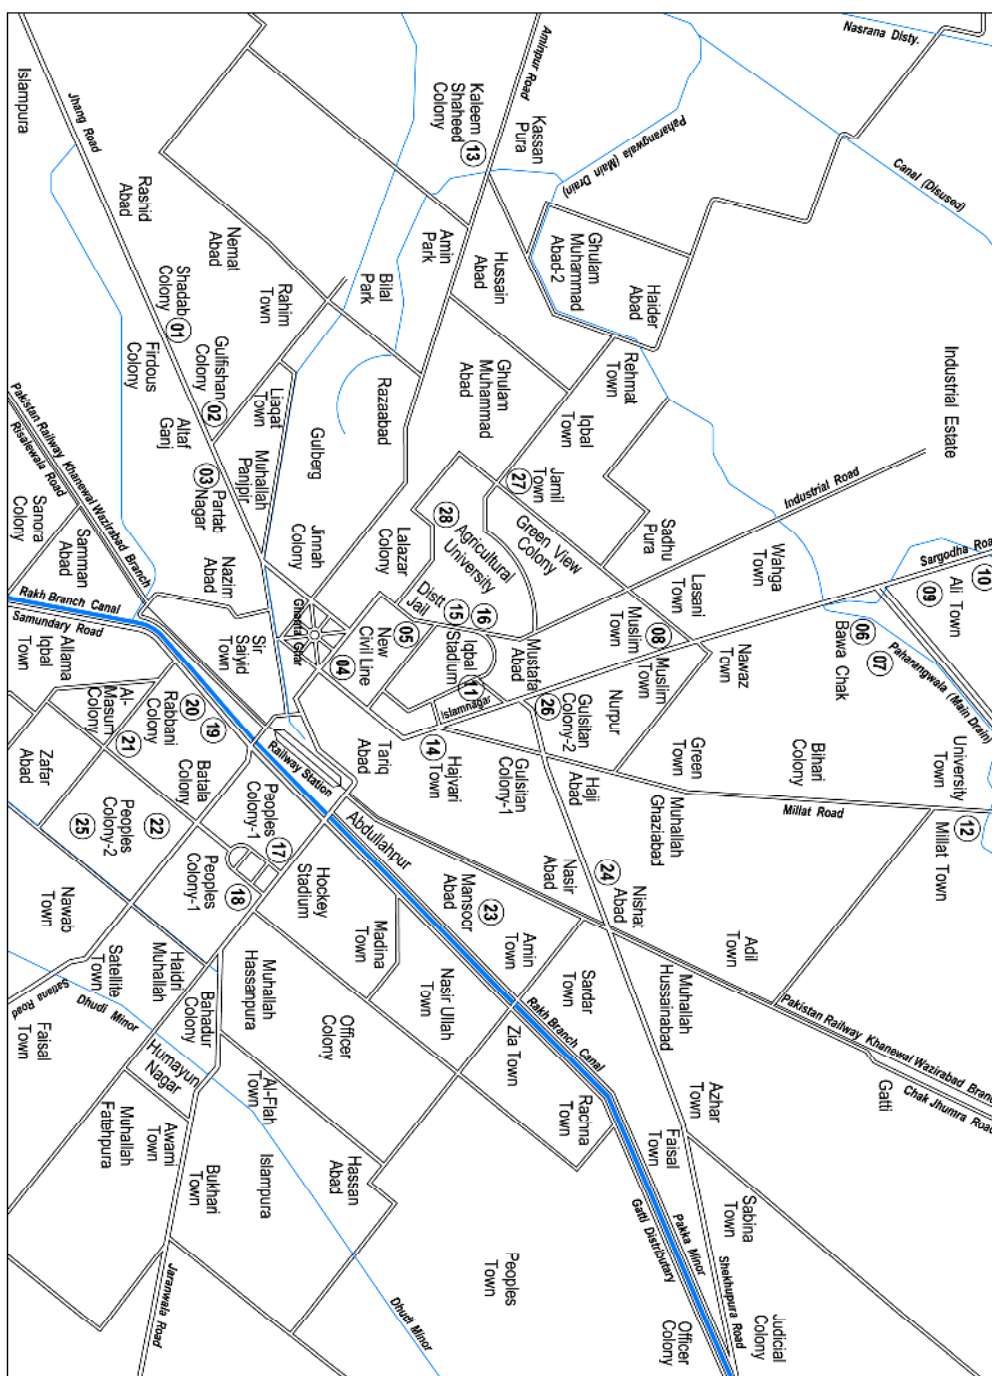 Nasrana Disty.
Canal (Disused)
Paharangwala (Main Drain)
Aminpur Road
Kassan
Pura
Kaleem
Shaheed
Colony
13
Islampura
Jhang Road
Rashid
Abad
Nemat
Abad
Rahim
Town
Bilal
Park
Amin
Park
Hussain
Abad
Ghulam
Muhammad
Abad-2
Haider
Abad
Industrial Estate
Shadab
Colony
01
Firdous
Colony
Gulfishan
Colony
02
Altaf
Ganj
Liaqat
Town
Muhallah
Panjpir
Partab
Nagar
03
Gulberg
Razaabad
Ghulam
Muhammad
Abad
Rehmat
Town
Iqbal
Town
Jamil
Town
27
Green View
Colony
Sadhu
Pura
Industrial Road
Wahga
Town
Sargodha Road
10
Ali Town
09
06
07
Bawa Chak
Paharangwala (Main Drain)
Pakistan Railway Khanewal Wazirabad Branch
Risalewala Road
Sanora
Colony
Samman
Abad
Rakh Branch Canal
Samundary Road
Nazim
Abad
Jinnah
Colony
Lalazar
Colony
28
Agricultural
University
Distt
Jail
15
16
Iqbal
Stadium
11
Lasani
Town
Muslim
Town
08
Muslim
Town
Nawaz
Town
Ghanta Ghar
Sir
Saiyid
Town
04
New
Civil Line
05
Mustafa
Abad
Islamnagar
26
Gulsitan
Colony-2
Nurpur
Green
Town
Bihari
Colony
University
Town
Millat Road
12
Millat Town
Allama
Iqbal
Town
Al-
Masum
Colony
21
20
Rabbani
Colony
19
Railway Station
Tariq
Abad
14
Hajvari
Town
Gulsitan
Colony-1
Haji
Abad
Muhallah
Ghaziabad
Zafar
Abad
Batala
Colony
Peoples
Colony-1
17
Abdullahpur
Peoples
Colony-2
25
22
Peoples
Colony-1
18
Hockey
Stadium
Madina
Town
Mansoor
Abad
23
Nasir
Abad
24
Nishat
Abad
Amin
Town
Adil
Town
Nawab
Town
Satellite
Town
Haidri
Muhallah
Muhallah
Hassanpura
Nasir Ullah
Town
Sardar
Town
Muhallah
Hussainabad
Pakistan Railway Khanewal Wazirabad Branc
Satiana Road
Dhudi Minor
Faisal
Town
Bahadur
Colony
Humayun
Nagar
Officer
Colony
Zia Town
Rakh Branch Canal
Gatti
Chak Jhumra Road
Al-Flah
Town
Rachna
Town
Azhar
Town
Muhallah
Fatehpura
Awami
Town
Bukhari
Town
Islampura
Hassan
Abad
Faisal
Town
Sabina
Town
Pakka Minor
Gatti Distributary
Shekhupura Road
Jaranwala Road
Dhudi Minor
Peoples
Town
Officer
Colony
Judicial
Colony